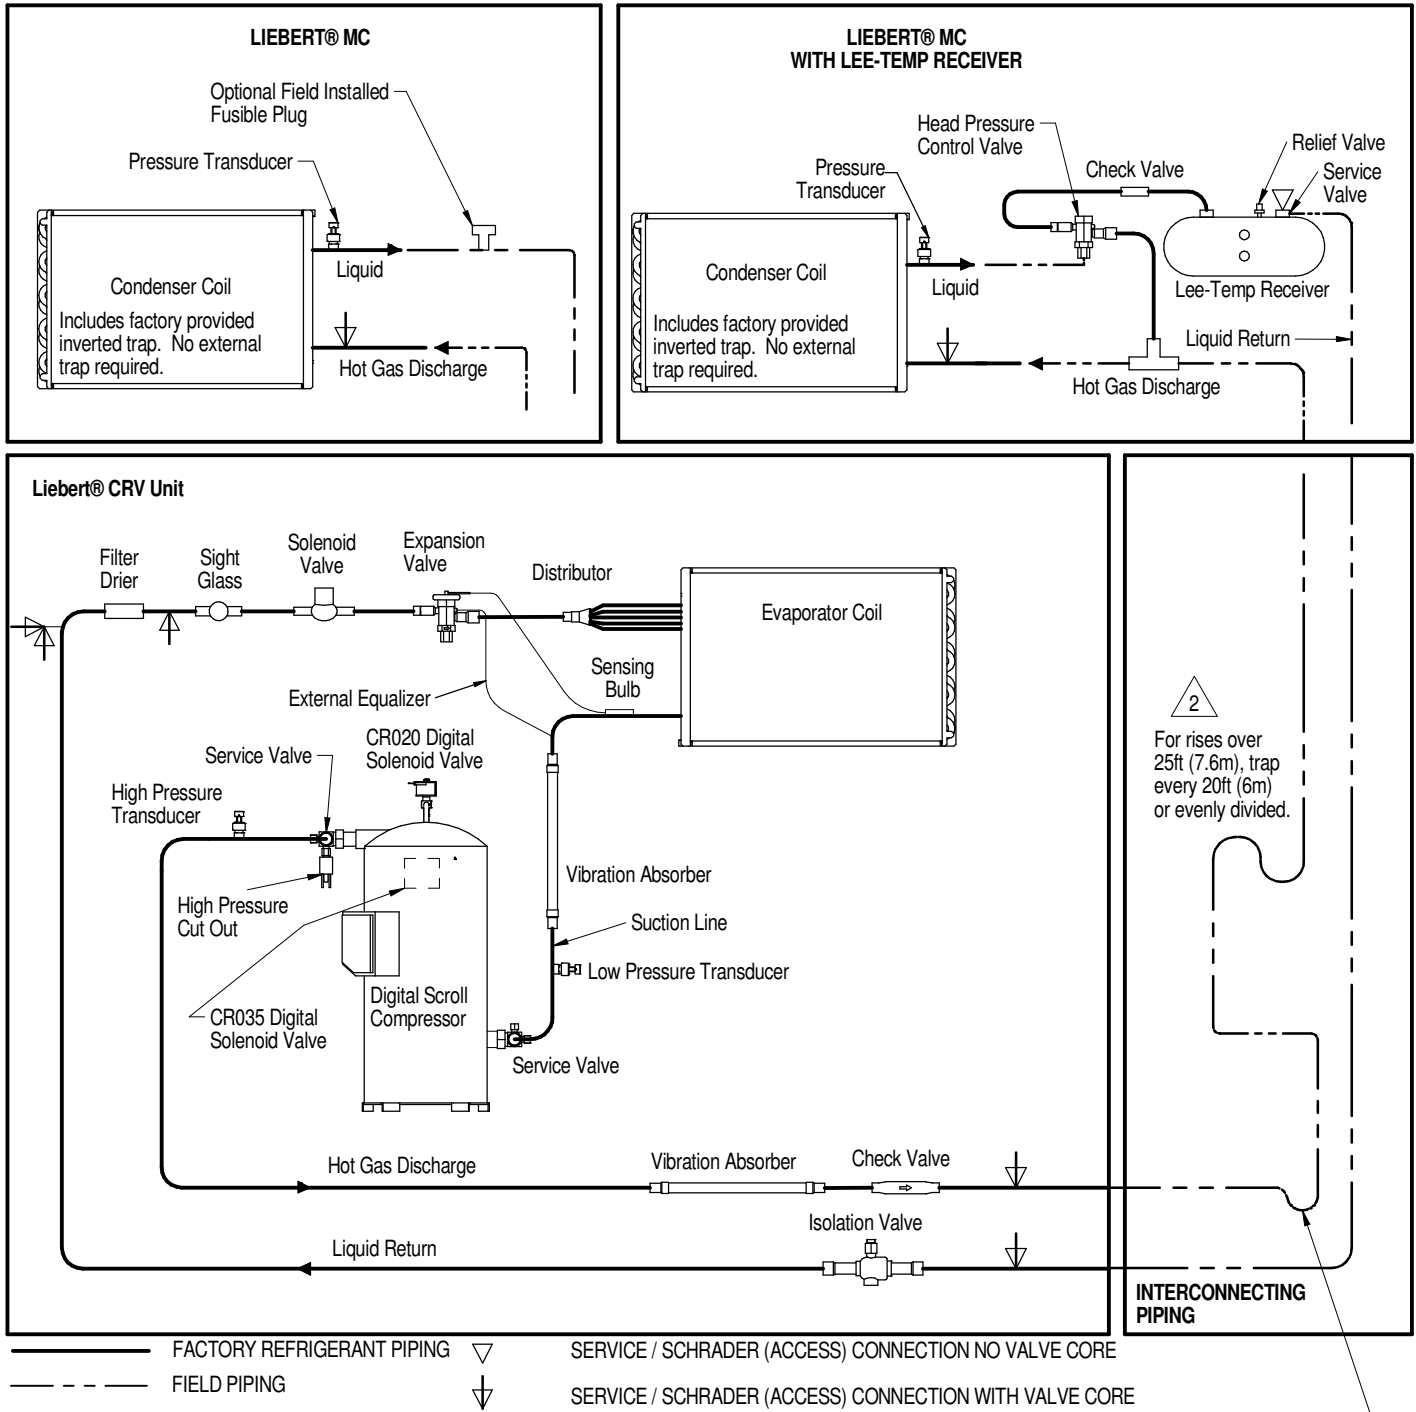 LIEBERT® MC
Optional Field Installed
Fusible Plug
Pressure Transducer
Liquid
Condenser Coil
Includes factory provided
inverted trap. No external
trap required.
Hot Gas Discharge
LIEBERT® MC
WITH LEE-TEMP RECEIVER
Head Pressure
Control Valve
Relief Valve
Check Valve
Service
Valve
Pressure
Transducer
Condenser Coil
Liquid
Lee-Temp Receiver
Includes factory provided
inverted trap. No external
trap required.
Liquid Return
Hot Gas Discharge
Liebert® CRV Unit
Filter
Drier
Sight
Glass
Solenoid
Valve
Expansion
Valve
Distributor
Evaporator Coil
Sensing
Bulb
External Equalizer
CR020 Digital
Solenoid Valve
Service Valve
High Pressure
Transducer
High Pressure
Cut Out
Vibration Absorber
Suction Line
Low Pressure Transducer
Digital Scroll
Compressor
CR035 Digital
Solenoid Valve
Service Valve
Hot Gas Discharge
Vibration Absorber
Check Valve
Isolation Valve
Liquid Return
2
For rises over
25ft (7.6m), trap
every 20ft (6m)
or evenly divided.
INTERCONNECTING
PIPING
FACTORY REFRIGERANT PIPING
SERVICE / SCHRADER (ACCESS) CONNECTION NO VALVE CORE
FIELD PIPING
SERVICE / SCHRADER (ACCESS) CONNECTION WITH VALVE CORE